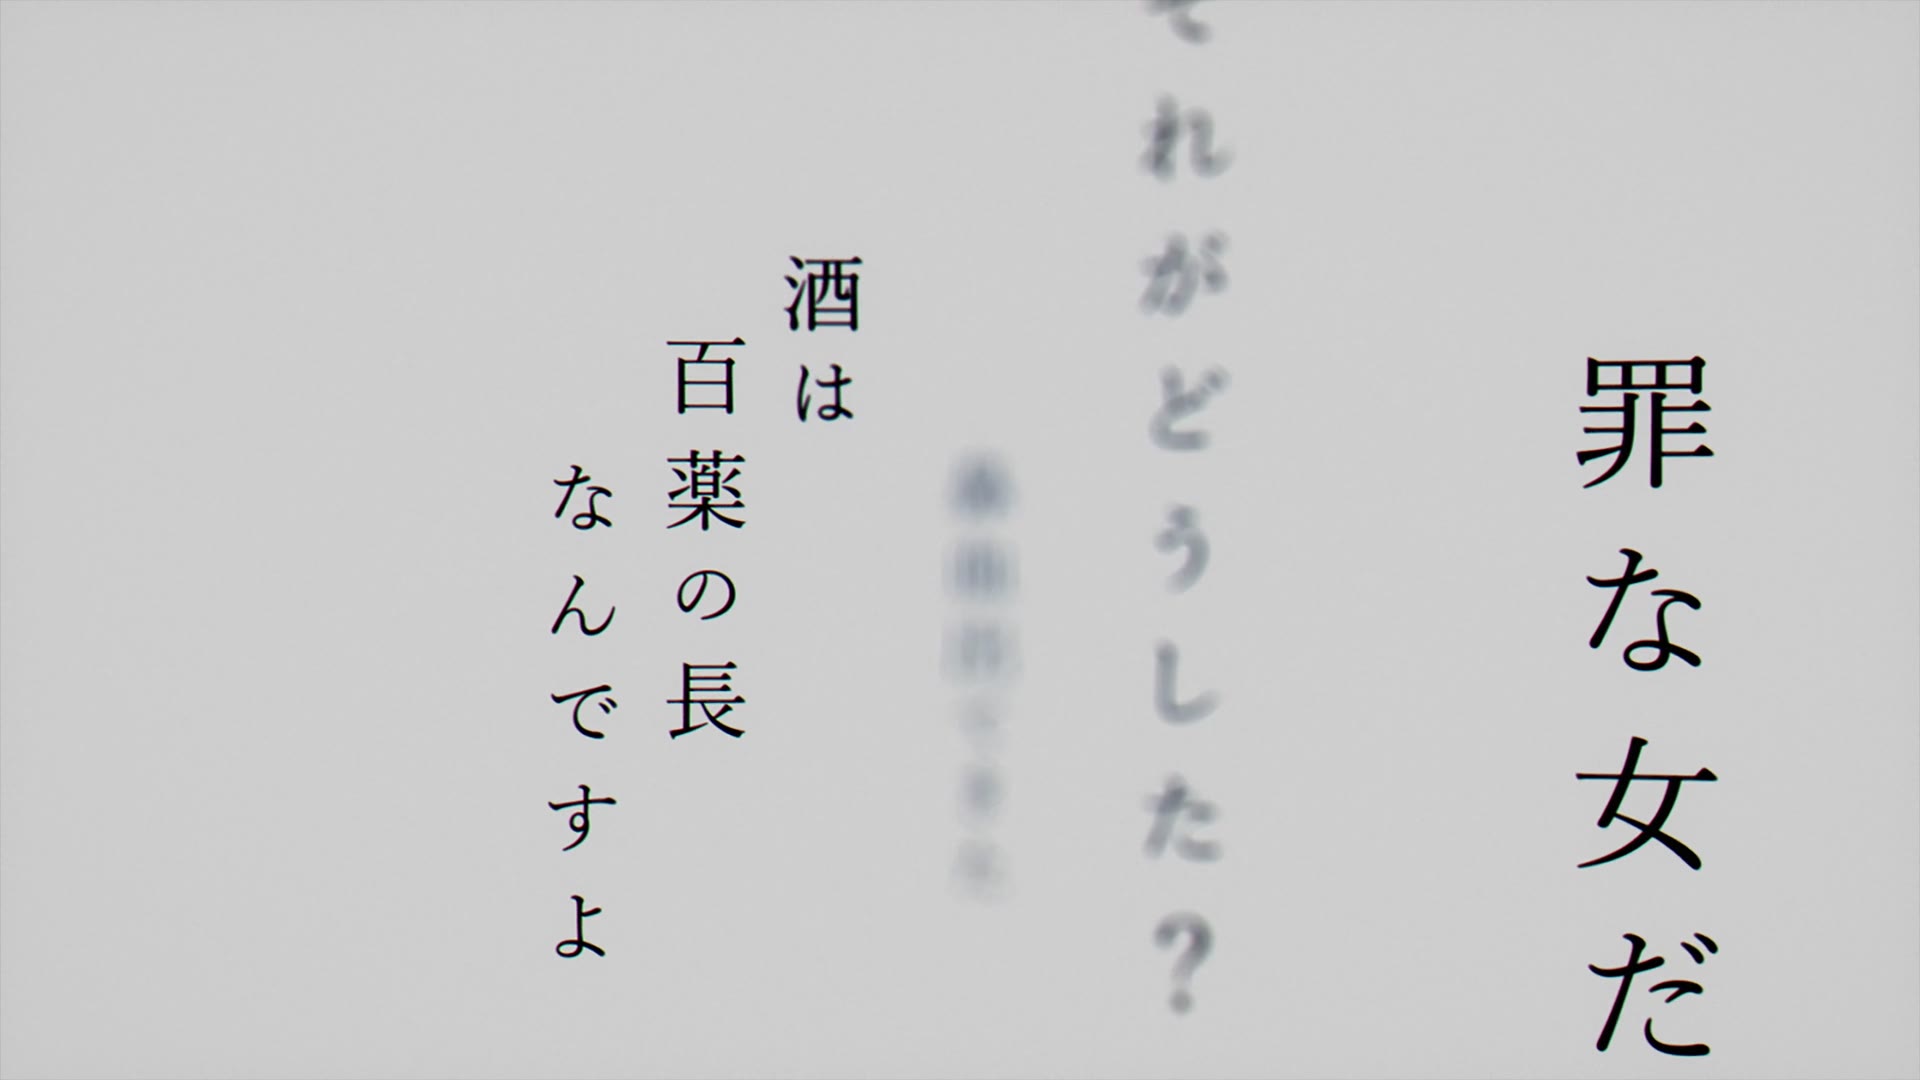 罪な女だ
それがどうした？
酒は
百薬の長
なんですよ